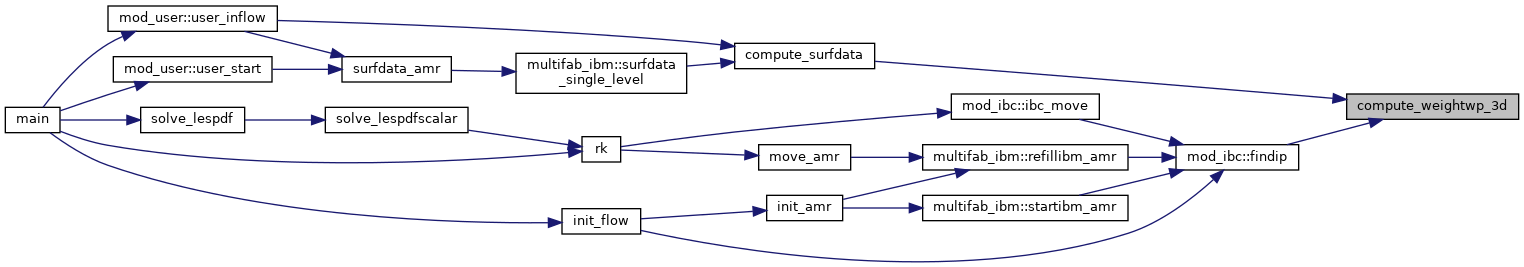 mod_user::user_inflow
compute_surfdata
mod_user::user_start
surfdata_amr
multifab_ibm::surfdata
_single_level
compute_weightwp_3d
main
solve_lespdf
solve_lespdfscalar
mod_ibc::ibc_move
rk
move_amr
multifab_ibm::refillibm_amr
mod_ibc::findip
init_flow
init_amr
multifab_ibm::startibm_amr